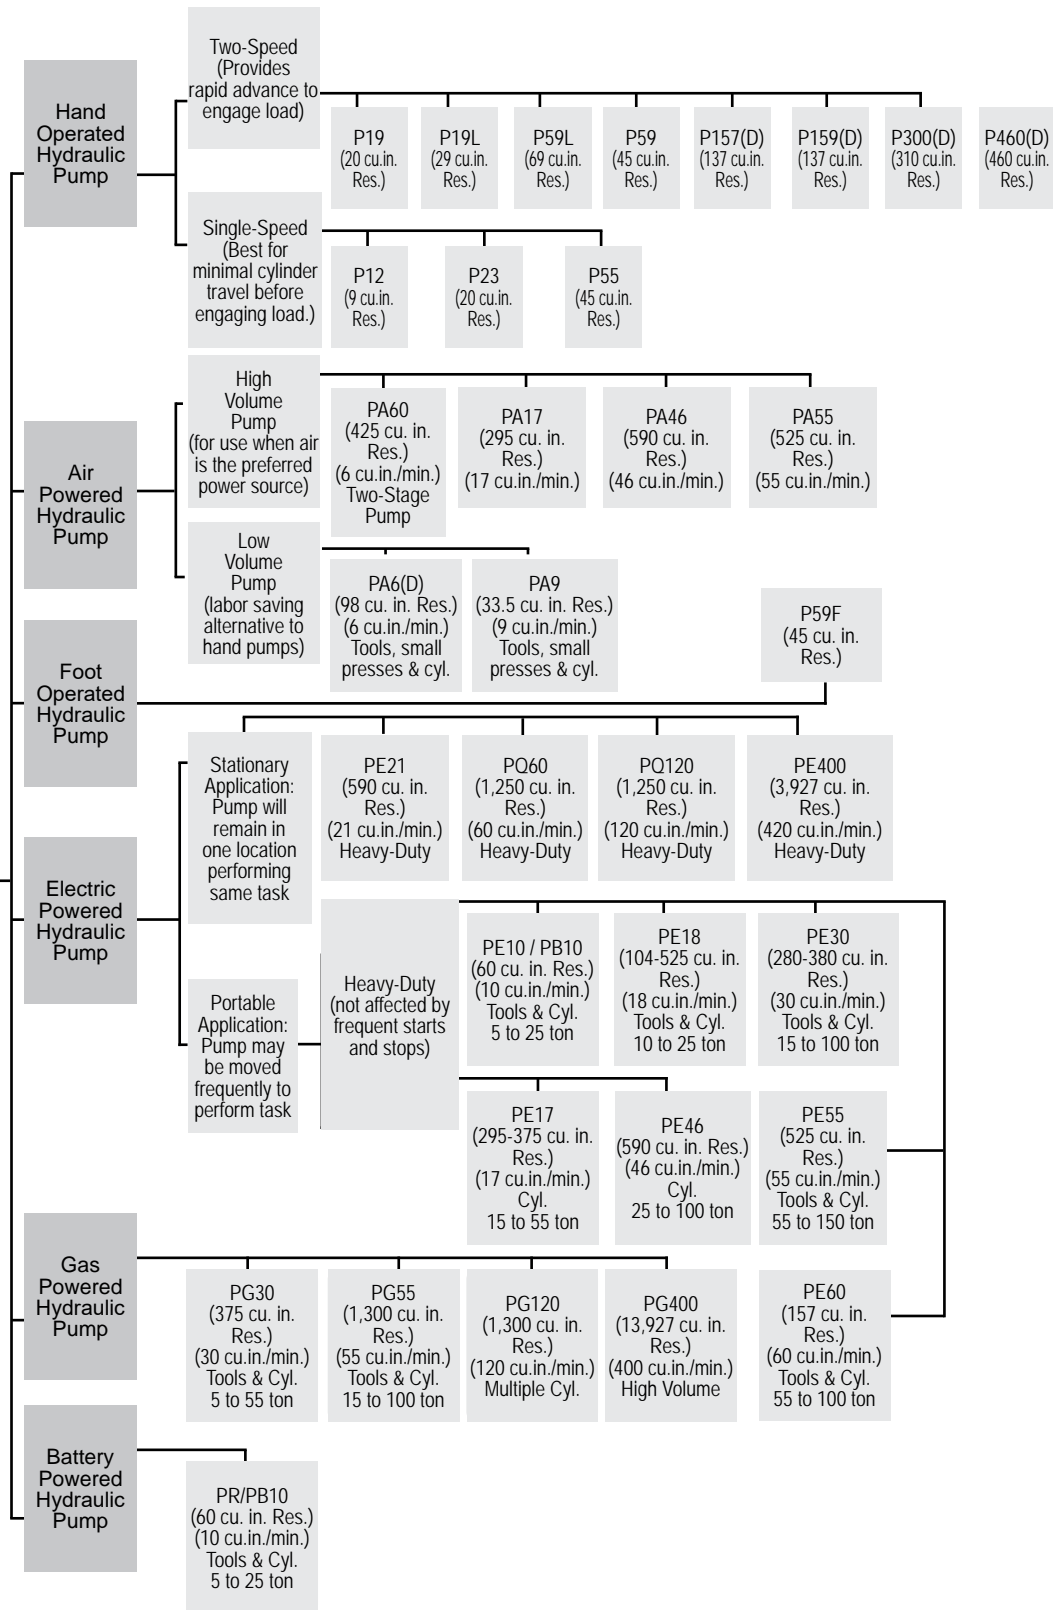 Hand
Operated
Hydraulic
Pump
Two-Speed
(Provides
rapid advance to
engage load)
P19
(20 cu.in.
Res.)
P19L
(29 cu.in.
Res.)
P59L
(69 cu.in.
Res.)
P59
(45 cu.in.
Res.)
P157(D)
(137 cu.in.
Res.)
P159(D)
(137 cu.in.
Res.)
P300(D)
(310 cu.in.
Res.)
P460(D)
(460 cu.in.
Res.)
Single-Speed
(Best for
minimal cylinder
travel before
engaging load.)
P12
(9 cu.in.
Res.)
P23
(20 cu.in.
Res.)
P55
(45 cu.in.
Res.)
Air
Powered
Hydraulic
Pump
High
Volume
Pump
(for use when air
is the preferred
power source)
PA60
(425 cu. in.
Res.)
(6 cu.in./min.)
Two-Stage
Pump
PA17
(295 cu. in.
Res.)
(17 cu.in./min.)
PA46
(590 cu. in.
Res.)
(46 cu.in./min.)
PA55
(525 cu. in.
Res.)
(55 cu.in./min.)
Low
Volume
Pump
(labor saving
alternative to
hand pumps)
PA6(D)
(98 cu. in. Res.)
(6 cu.in./min.)
Tools, small
presses & cyl.
PA9
(33.5 cu. in. Res.)
(9 cu.in./min.)
Tools, small
presses & cyl.
Foot
Operated
Hydraulic
Pump
P59F
(45 cu. in.
Res.)
Electric
Powered
Hydraulic
Pump
Stationary
Application:
Pump will
remain in
one location
performing
same task
PE21
(590 cu. in.
Res.)
(21 cu.in./min.)
Heavy-Duty
PQ60
(1,250 cu. in.
Res.)
(60 cu.in./min.)
Heavy-Duty
PQ120
(1,250 cu. in.
Res.)
(120 cu.in./min.)
Heavy-Duty
PE400
(3,927 cu. in.
Res.)
(420 cu.in./min.)
Heavy-Duty
Portable
Application:
Pump may
be moved
frequently to
perform task
Heavy-Duty
(not affected by
frequent starts
and stops)
PE10 / PB10
(60 cu. in. Res.)
(10 cu.in./min.)
Tools & Cyl.
5 to 25 ton
PE18
(104-525 cu. in.
Res.)
(18 cu.in./min.)
Tools & Cyl.
10 to 25 ton
PE30
(280-380 cu. in.
Res.)
(30 cu.in./min.)
Tools & Cyl.
15 to 100 ton
PE17
(295-375 cu. in.
Res.)
(17 cu.in./min.)
Cyl.
15 to 55 ton
PE46
(590 cu. in. Res.)
(46 cu.in./min.)
Cyl.
25 to 100 ton
PE55
(525 cu. in.
Res.)
(55 cu.in./min.)
Tools & Cyl.
55 to 150 ton
PE60
(157 cu. in.
Res.)
(60 cu.in./min.)
Tools & Cyl.
55 to 100 ton
Gas
Powered
Hydraulic
Pump
PG30
(375 cu. in.
Res.)
(30 cu.in./min.)
Tools & Cyl.
5 to 55 ton
PG55
(1,300 cu. in.
Res.)
(55 cu.in./min.)
Tools & Cyl.
15 to 100 ton
PG120
(1,300 cu. in.
Res.)
(120 cu.in./min.)
Multiple Cyl.
PG400
(13,927 cu. in.
Res.)
(400 cu.in./min.)
High Volume
Battery
Powered
Hydraulic
Pump
PR/PB10
(60 cu. in. Res.)
(10 cu.in./min.)
Tools & Cyl.
5 to 25 ton